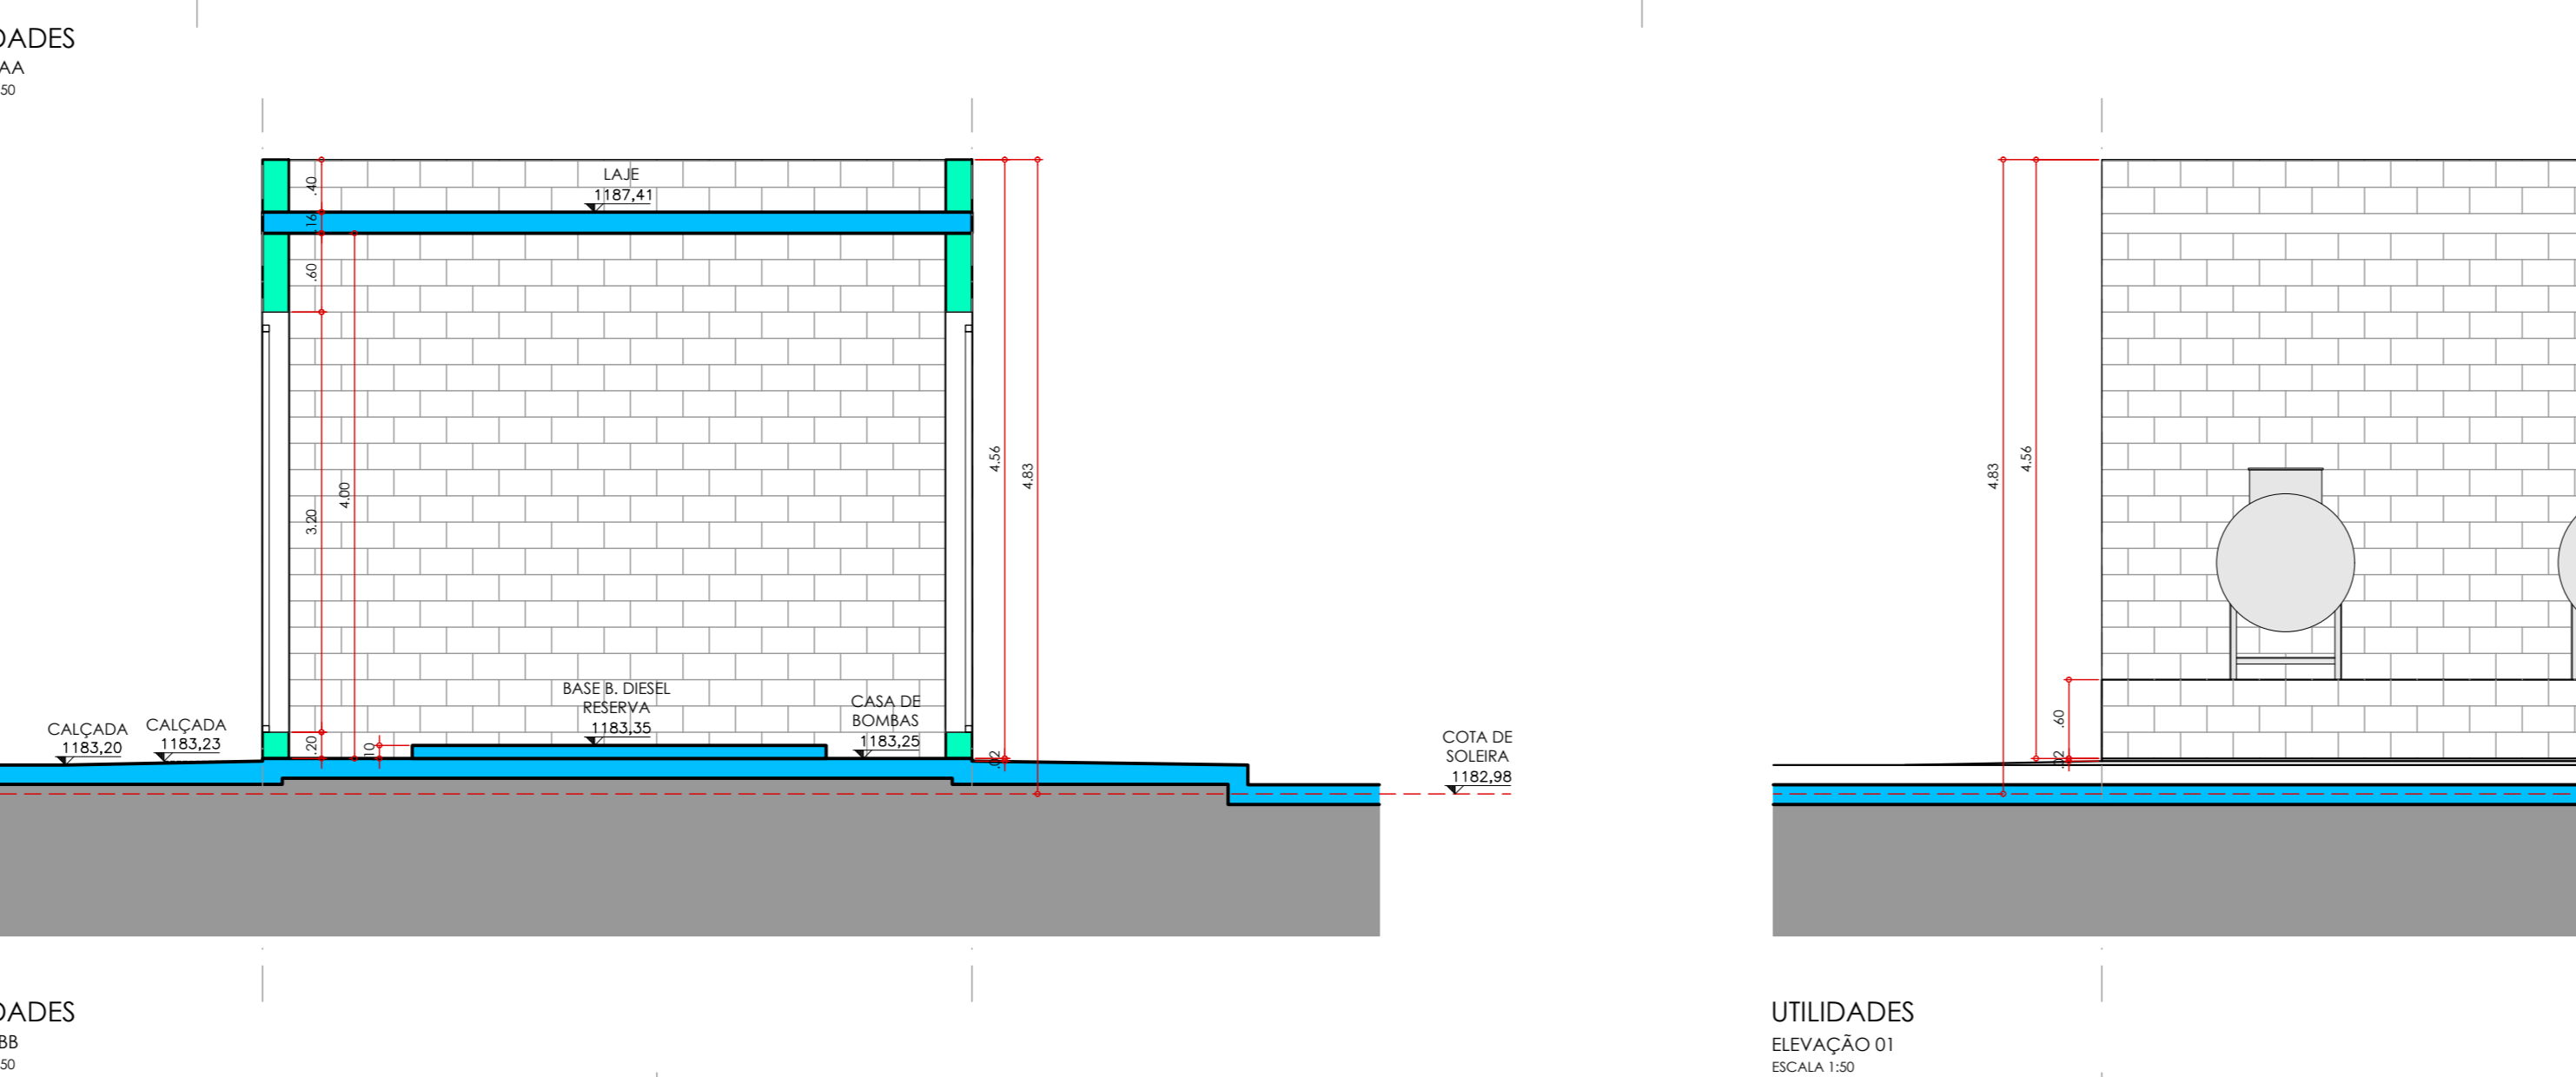 DADES
AA
50
LAJE
1187,41
.40
.16
.60
3.20
4.00
.20
.10
BASE B. DIESEL
RESERVA
1183,35
CASA DE
BOMBAS
1183,25
CALÇADA
1183,20
CALÇADA
1183,23
4.56
4.83
.02
COTA DE
SOLEIRA
1182,98
4.83
4.56
.60
.02
DADES
BB
50
UTILIDADES
ELEVAÇÃO 01
ESCALA 1:50